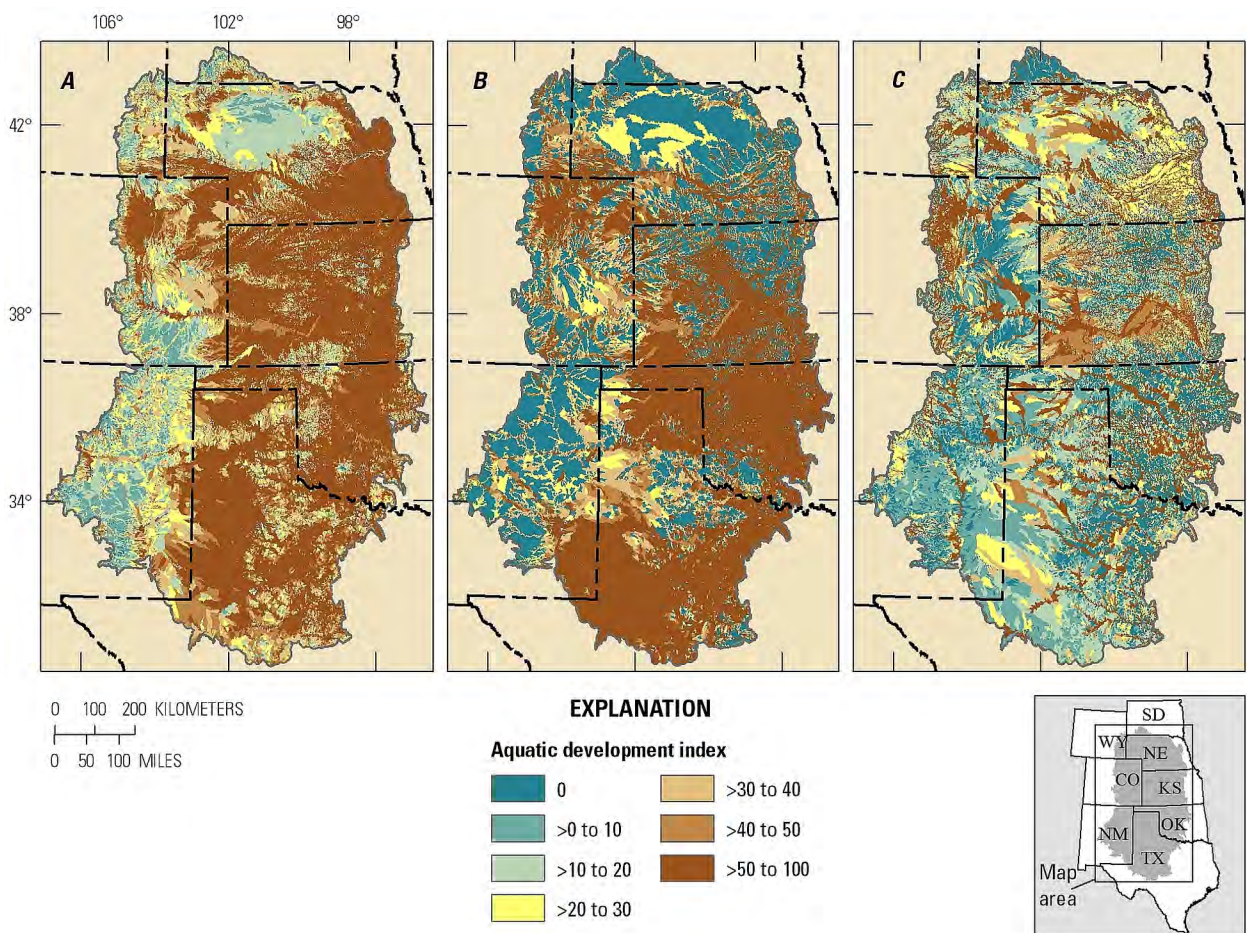 106° 102° 98°
A B C
42°
38°
34°
0 100 200 KILOMETERS
0 50 100 MILES
EXPLANATION
Aquatic development index
0
>0 to 10
>10 to 20
>20 to 30
>30 to 40
>40 to 50
>50 to 100
SD
WY
NE
CO
KS
NM
OK
TX
Map
area